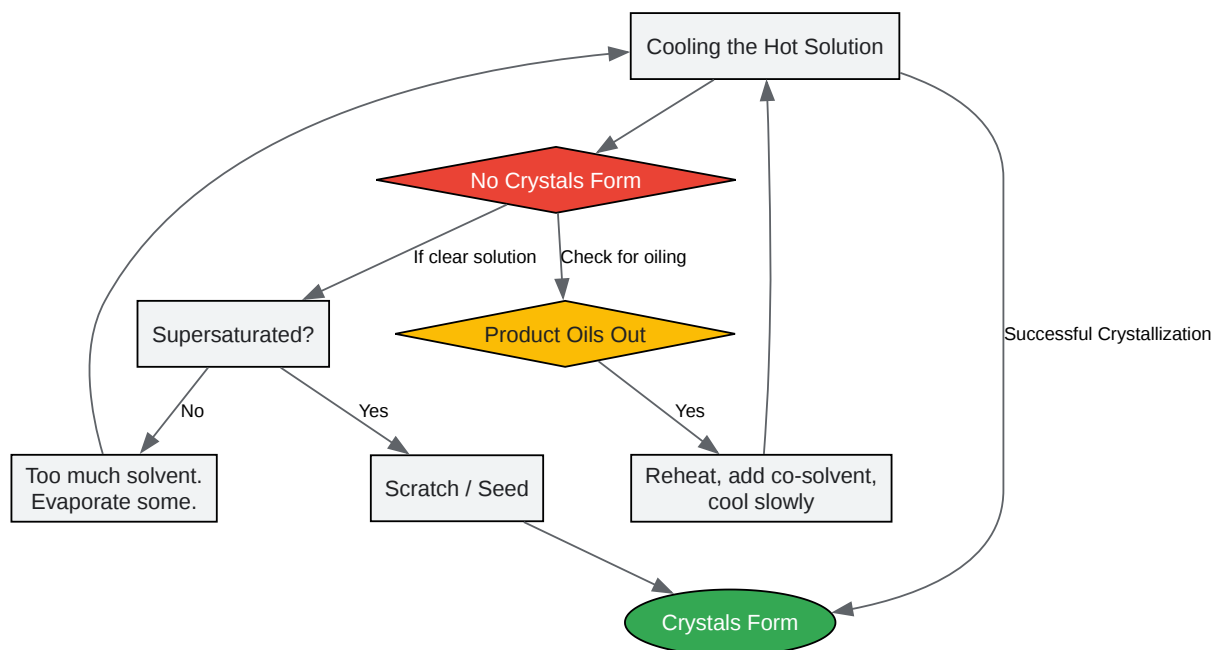 Cooling the Hot Solution
No Crystals Form
If clear solution
Check for oiling
Supersaturated?
Product Oils Out
Successful Crystallization
No
Yes
Yes
Too much solvent.
Evaporate some.
Scratch / Seed
Reheat, add co-solvent,
cool slowly
Crystals Form